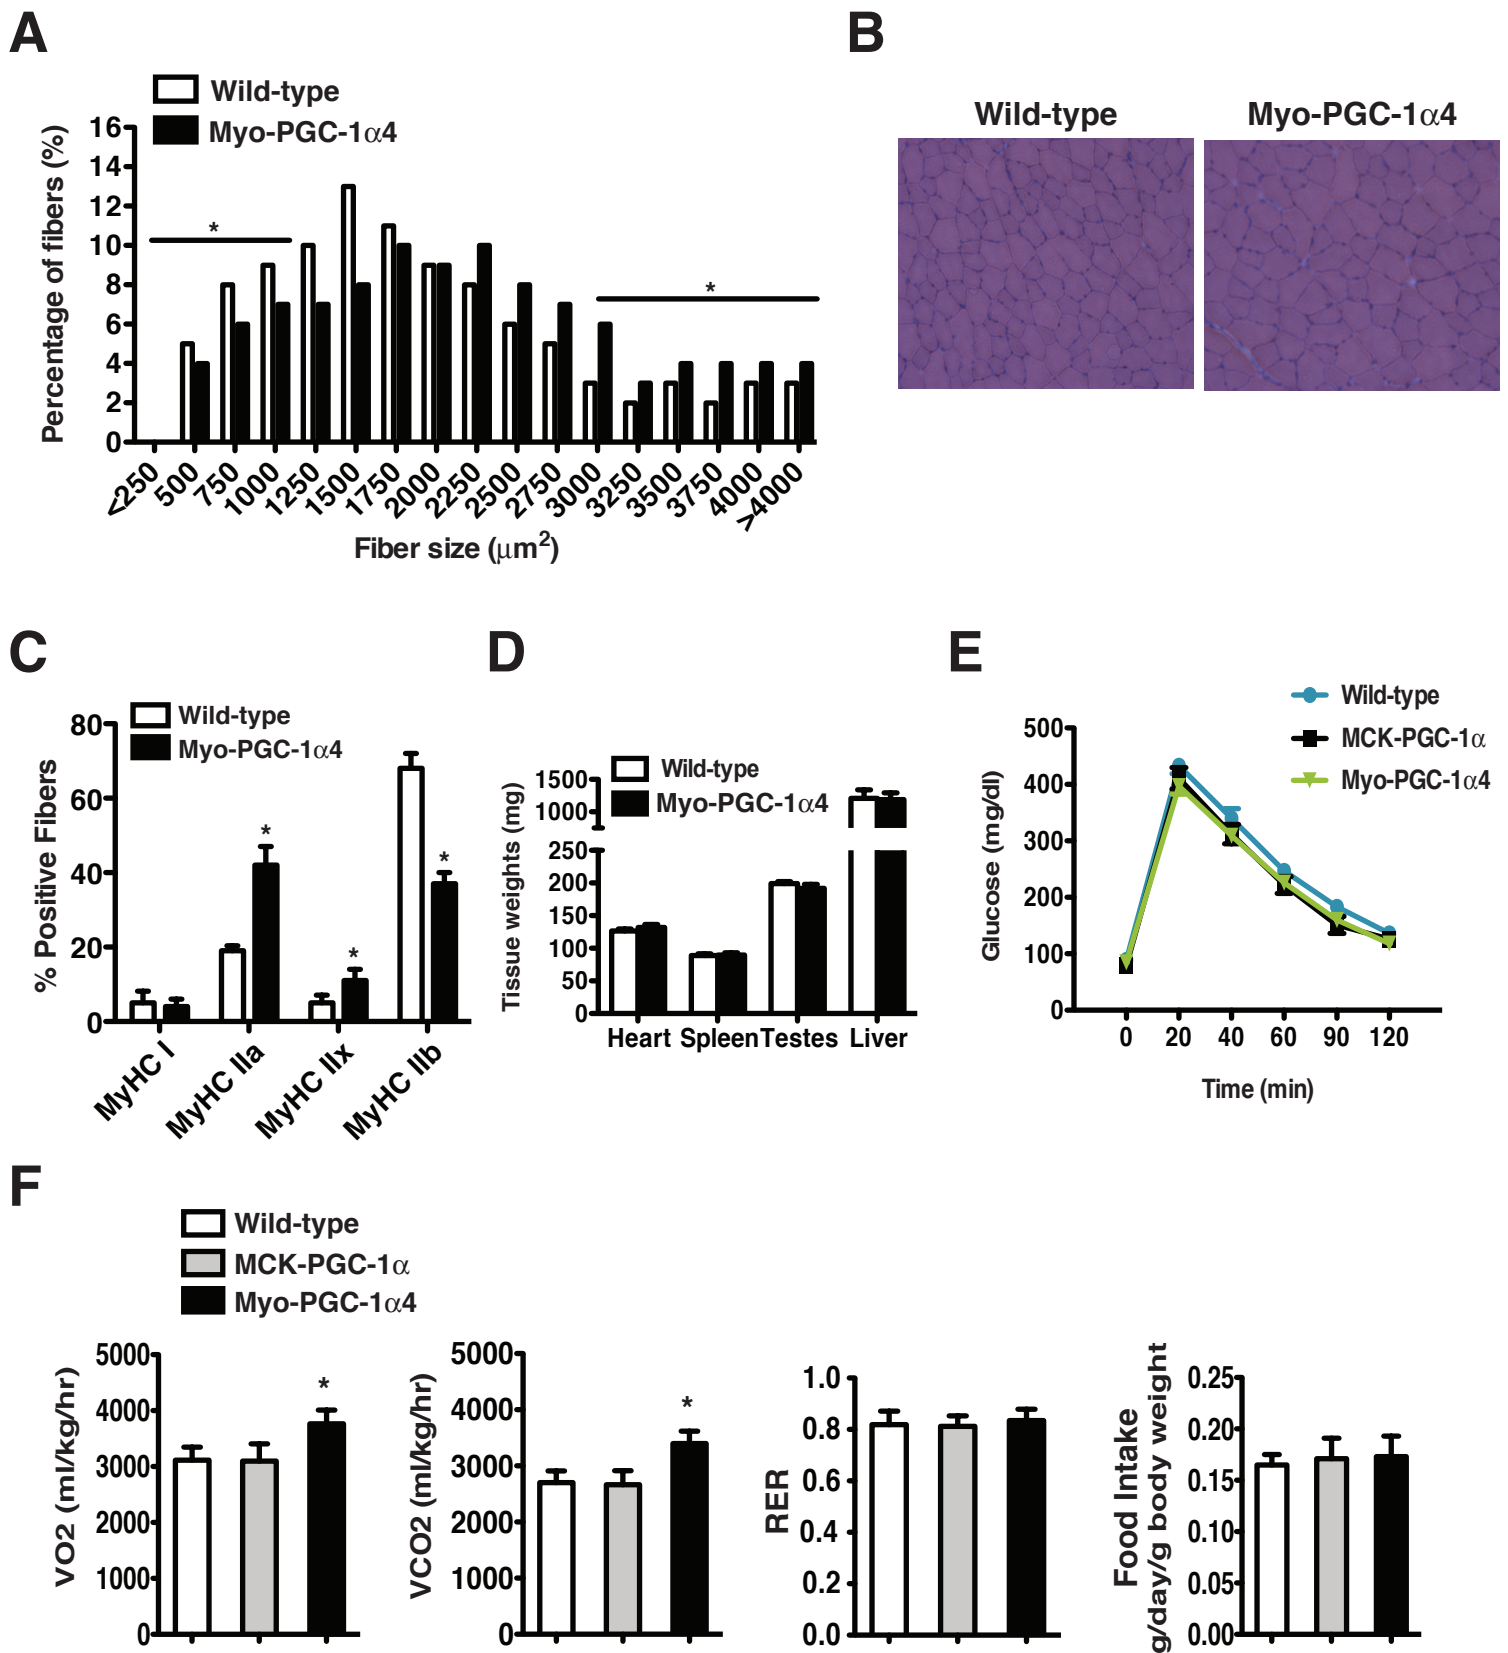 A
Wild-type
Myo-PGC-1α4
Percentage of fibers (%)
16
14
12
10
8
6
4
2
0
*
*
<250
500
750
1000
1250
1500
1750
2000
2250
2500
2750
3000
3250
3500
3750
4000
>4000
Fiber size (μm²)
B
Wild-type
Myo-PGC-1α4
C
Wild-type
Myo-PGC-1α4
% Positive Fibers
80
60
40
20
0
*
*
*
MyHC I
MyHC IIa
MyHC IIx
MyHC IIb
D
Wild-type
Myo-PGC-1α4
Tissue weights (mg)
1500
1000
250
200
150
100
50
0
Heart Spleen Testes Liver
E
Wild-type
MCK-PGC-1α
Myo-PGC-1α4
Glucose (mg/dl)
500
400
300
200
100
0
0 20 40 60 90 120
Time (min)
F
Wild-type
MCK-PGC-1α
Myo-PGC-1α4
VO2 (ml/kg/hr)
5000
4000
3000
2000
1000
0
*
VCO2 (ml/kg/hr)
5000
4000
3000
2000
1000
0
*
RER
1.0
0.8
0.6
0.4
0.2
0.0
Food Intake
g/day/g body weight
0.25
0.20
0.15
0.10
0.05
0.00